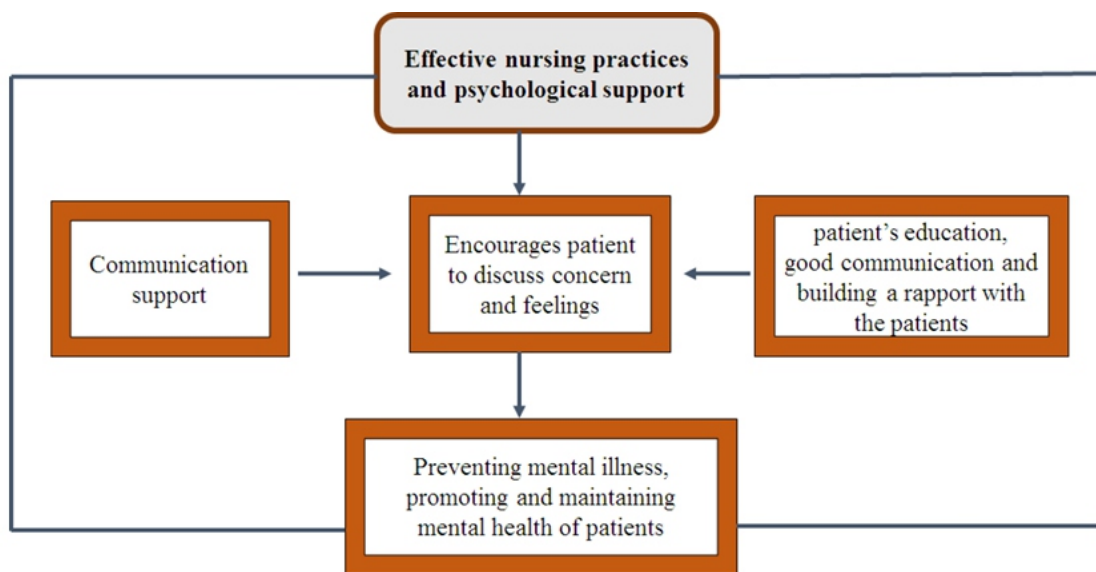 Effective nursing practices
and psychological support
Communication
support
Encourages patient
to discuss concern
and feelings
patient’s education,
good communication and
building a rapport with
the patients
Preventing mental illness,
promoting and maintaining
mental health of patients